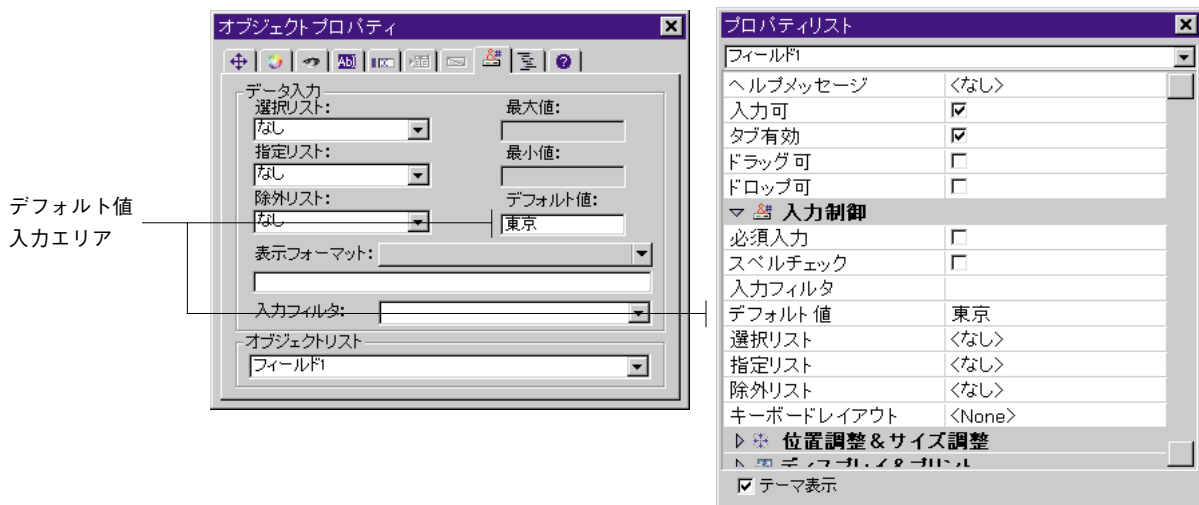 デフォルト値
入力エリア
オブジェクトプロパティ
データ入力
選択リスト:
なし
最大値:
指定リスト:
なし
最小値:
除外リスト:
なし
デフォルト値:
東京
表示フォーマット:
入力フィルタ:
オブジェクトリスト
フィールド1
プロパティリスト
フィールド1
ヘルプメッセージ <なし>
入力可
タブ有効
ドラッグ可
ドロップ可
入力制御
必須入力
スペルチェック
入力フィルタ
デフォルト値 東京
選択リスト <なし>
指定リスト <なし>
除外リスト <なし>
キーボードレイアウト <None>
位置調整&サイズ調整
ディスプレイ&プリント
テーマ表示